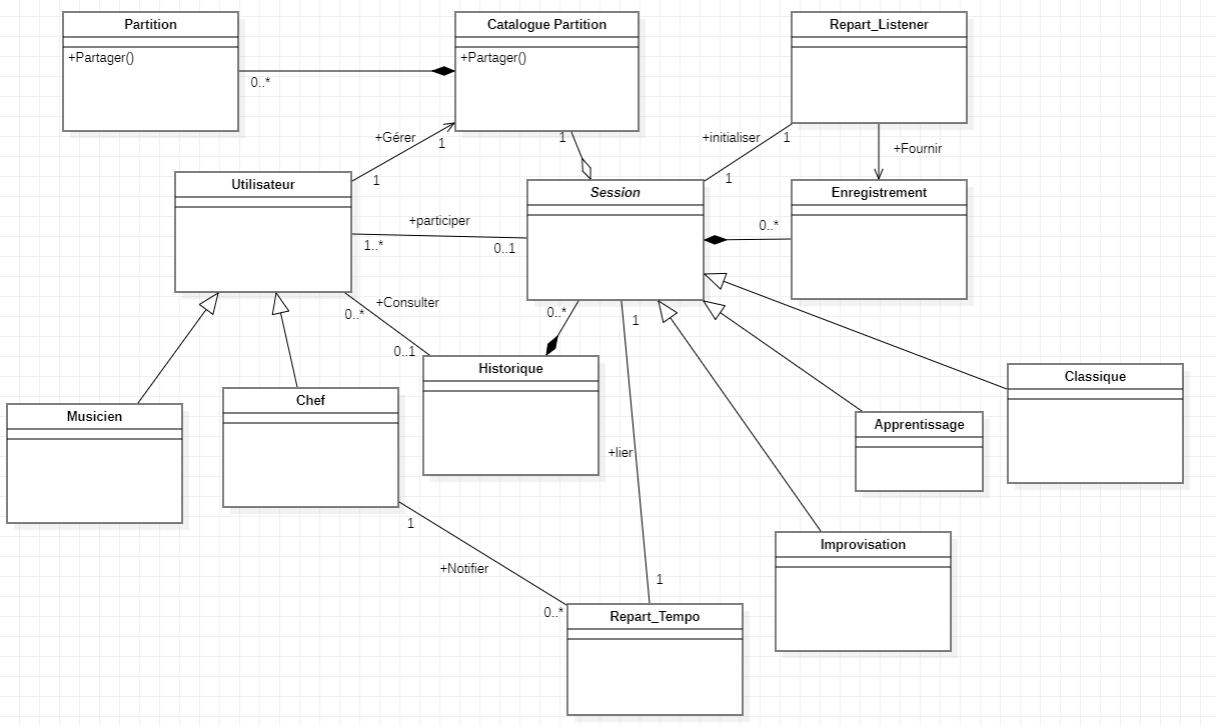 Partition
+Partager()
0..*
Catalogue Partition
+Partager()
Repart_Listener
+Gérer
1
1
1
+initialiser
1
1
+Fournir
Utilisateur
Session
Enregistrement
+participer
1..*
0..1
0..*
+Consulter
0..*
0..1
0..*
1
Historique
Classique
Musicien
Chef
Apprentissage
+lier
1
+Notifier
0..*
1
Improvisation
Repart_Tempo